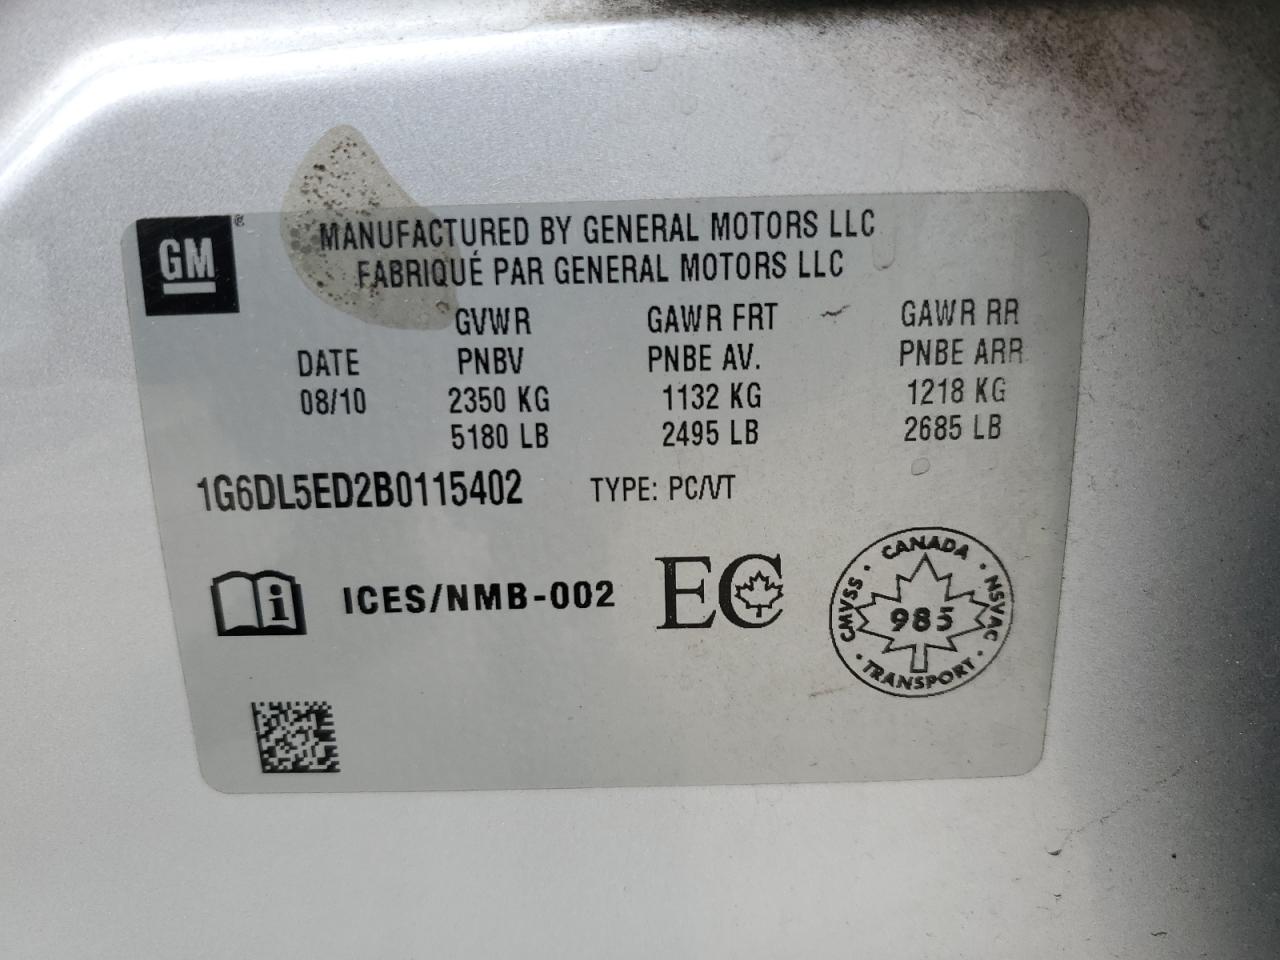 GM ®
MANUFACTURED BY GENERAL MOTORS LLC
FABRIQUÉ PAR GENERAL MOTORS LLC
GVWR GAWR FRT GAWR RR
DATE PNBV PNBE AV. PNBE ARR
08/10 2350 KG 1132 KG 1218 KG
5180 LB 2495 LB 2685 LB
1G6DL5ED2B0115402 TYPE: PC/VT
i ICES/NMB-002 EC
CANADA
CMVSS · 985 · NSVAC
TRANSPORT